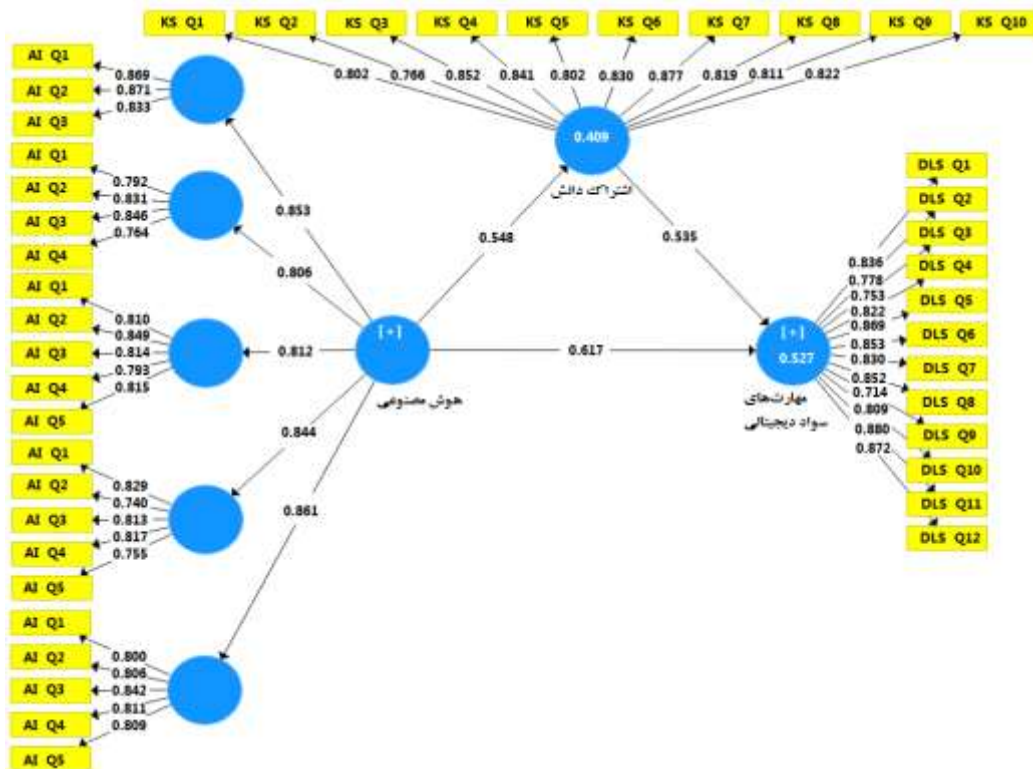 KS Q1 KS Q2 KS Q3 KS Q4 KS Q5 KS Q6 KS Q7 KS Q8 KS Q9 KS Q10
0.802 0.766 0.852 0.841 0.802 0.830 0.877 0.819 0.811 0.822
0.409
اشتراک دانش
AI Q1
AI Q2
AI Q3
0.869
0.871
0.833
AI Q1
AI Q2
AI Q3
AI Q4
0.792
0.831
0.846
0.764
AI Q1
AI Q2
AI Q3
AI Q4
AI Q5
0.810
0.849
0.814
0.793
0.815
AI Q1
AI Q2
AI Q3
AI Q4
AI Q5
0.829
0.740
0.813
0.817
0.755
AI Q1
AI Q2
AI Q3
AI Q4
AI Q5
0.800
0.806
0.842
0.811
0.809
0.853
0.806
0.812
0.844
0.861
[+]
هوش مصنوعی
0.548
0.535
0.617
[+]
0.527
مهارت‌های
سواد دیجیتالی
0.836
0.778
0.753
0.822
0.869
0.853
0.830
0.852
0.714
0.809
0.880
0.872
DLS Q1
DLS Q2
DLS Q3
DLS Q4
DLS Q5
DLS Q6
DLS Q7
DLS Q8
DLS Q9
DLS Q10
DLS Q11
DLS Q12